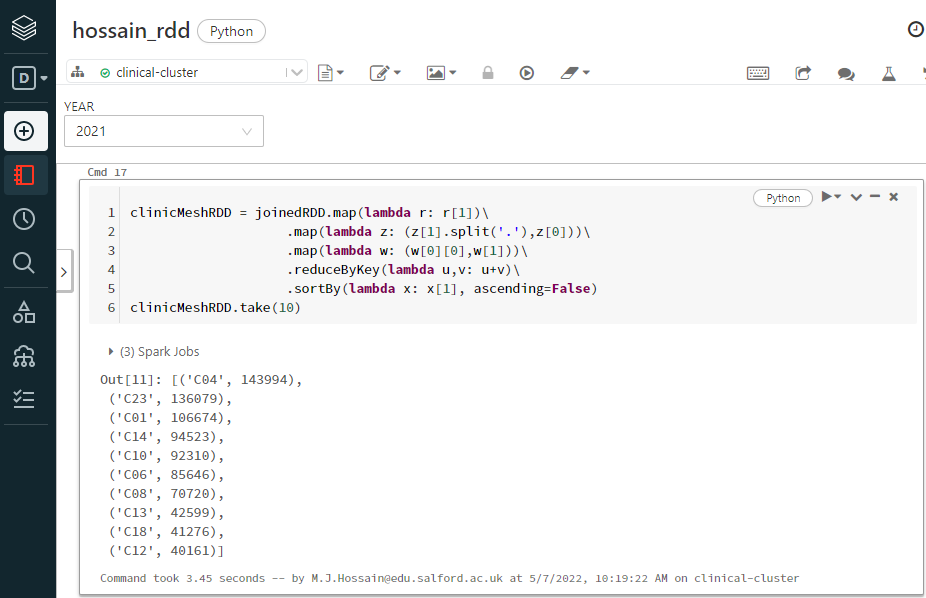 hossain_rdd Python
D clinical-cluster
YEAR
2021
Cmd 17
Python
1 clinicMeshRDD = joinedRDD.map(lambda r: r[1])\
2 .map(lambda z: (z[1].split('.'),z[0]))\
3 .map(lambda w: (w[0][0],w[1]))\
4 .reduceByKey(lambda u,v: u+v)\
5 .sortBy(lambda x: x[1], ascending=False)
6 clinicMeshRDD.take(10)
(3) Spark Jobs
Out[11]: [('C04', 143994),
('C23', 136079),
('C01', 106674),
('C14', 94523),
('C10', 92310),
('C06', 85646),
('C08', 70720),
('C13', 42599),
('C18', 41276),
('C12', 40161)]
Command took 3.45 seconds -- by M.J.Hossain@edu.salford.ac.uk at 5/7/2022, 10:19:22 AM on clinical-cluster